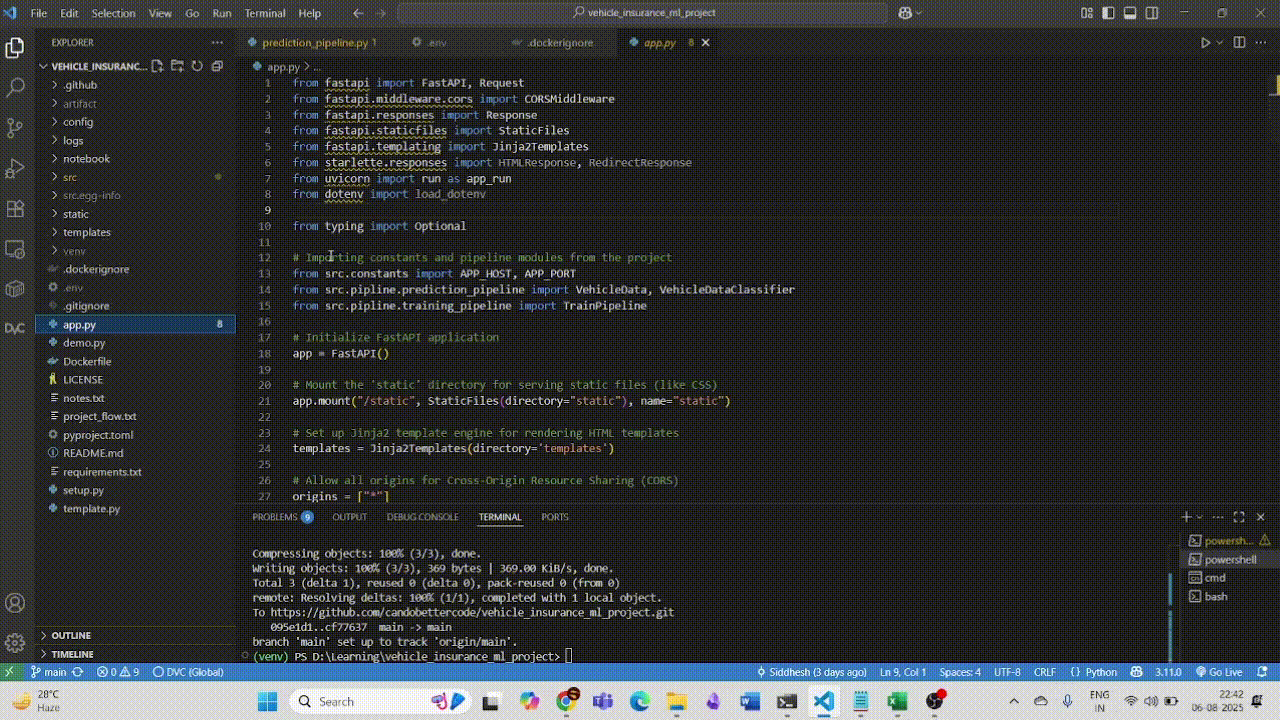 File Edit Selection View Go Run Terminal Help
vehicle_insurance_ml_project
EXPLORER
prediction_pipeline.py 1 .env .dockerignore app.py 8
VEHICLE_INSURANC...
app.py > ...
.github
artifact
config
logs
notebook
src
src.egg-info
static
templates
venv
.dockerignore
.env
.gitignore
app.py 8
demo.py
Dockerfile
LICENSE
notes.txt
project_flow.txt
pyproject.toml
README.md
requirements.txt
setup.py
template.py
OUTLINE
TIMELINE
1 from fastapi import FastAPI, Request
2 from fastapi.middleware.cors import CORSMiddleware
3 from fastapi.responses import Response
4 from fastapi.staticfiles import StaticFiles
5 from fastapi.templating import Jinja2Templates
6 from starlette.responses import HTMLResponse, RedirectResponse
7 from uvicorn import run as app_run
8 from dotenv import load_dotenv
9
10 from typing import Optional
11
12 # Importing constants and pipeline modules from the project
13 from src.constants import APP_HOST, APP_PORT
14 from src.pipline.prediction_pipeline import VehicleData, VehicleDataClassifier
15 from src.pipline.training_pipeline import TrainPipeline
16
17 # Initialize FastAPI application
18 app = FastAPI()
19
20 # Mount the 'static' directory for serving static files (like CSS)
21 app.mount("/static", StaticFiles(directory="static"), name="static")
22
23 # Set up Jinja2 template engine for rendering HTML templates
24 templates = Jinja2Templates(directory='templates')
25
26 # Allow all origins for Cross-Origin Resource Sharing (CORS)
27 origins = ["*"]
PROBLEMS 9 OUTPUT DEBUG CONSOLE TERMINAL PORTS
Compressing objects: 100% (3/3), done.
Writing objects: 100% (3/3), 369 bytes | 369.00 KiB/s, done.
Total 3 (delta 1), reused 0 (delta 0), pack-reused 0 (from 0)
remote: Resolving deltas: 100% (1/1), completed with 1 local object.
To https://github.com/candobettercode/vehicle_insurance_ml_project.git
095e1d1..cf77637 main -> main
branch 'main' set up to track 'origin/main'.
(venv) PS D:\Learning\vehicle_insurance_ml_project>
powersh...
powershell
cmd
bash
main 0 9 DVC (Global) Siddhesh (3 days ago) Ln 9, Col 1 Spaces: 4 UTF-8 CRLF {} Python 3.11.0 Go Live
28°C
Haze
Search
ENG
IN
22:42
06-08-2025
DVC